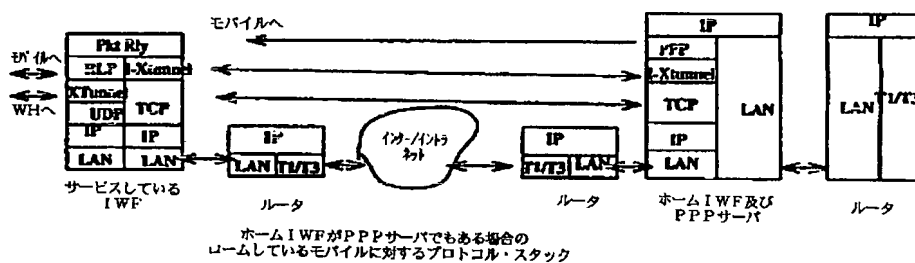 モバイルへ
Pkt Rly
モバイルへ
RLP
I-Xtunnel
WHへ
XTunnel
UDP
TCP
IP
IP
LAN
LAN
サービスしている
IWF
IP
LAN
T1/T3
ルータ
インター/イントラ
ネット
IP
T1/T3
LAN
ルータ
IP
PPP
I-Xtunnel
TCP
IP
LAN
LAN
ホームIWF及び
PPPサーバ
IP
LAN
T1/T3
ルータ
ホームIWFがPPPサーバでもある場合の
ロームしているモバイルに対するプロトコル・スタック